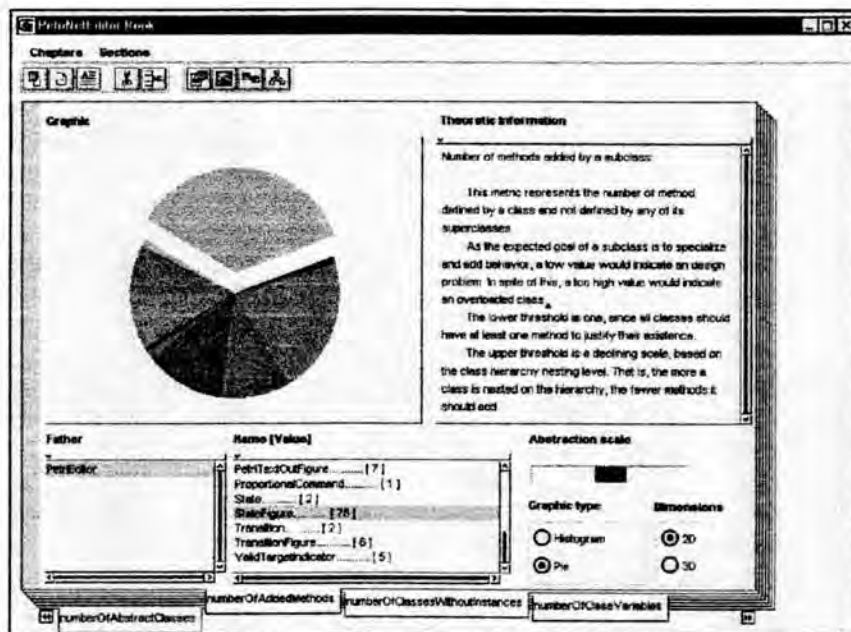 PetriNetEditor Book
Chapters Sections
Graphic
Theoretic Information
Number of methods added by a subclass:
This metric represents the number of method
defined by a class and not defined by any of its
superclasses
As the expected goal of a subclass is to specialize
and add behavior, a low value would indicate an design
problem. In spite of this, a too high value would indicate
an overloaded class.
The lower threshold is one, since all classes should
have at least one method to justify their existence.
The upper threshold is a declining scale, based on
the class hierarchy nesting level. That is, the more a
class is nested on the hierarchy, the fewer methods it
should add
Father
PetriEditor
Name [Value]
PetriTextOutFigure..........[ 7 ]
ProportionalCommand.........[ 1 ]
State..........[ 2 ]
StateFigure..........[ 78 ]
Transition..........[ 2 ]
TransitionFigure..........[ 6 ]
ValidTargetIndicator..........[ 5 ]
Abstraction scale
Graphic type
Histogram
Pie
Dimensions
2D
3D
numberOfAbstractClasses
numberOfAddedMethods
numberOfClassesWithoutInstances
numberOfClassVariables